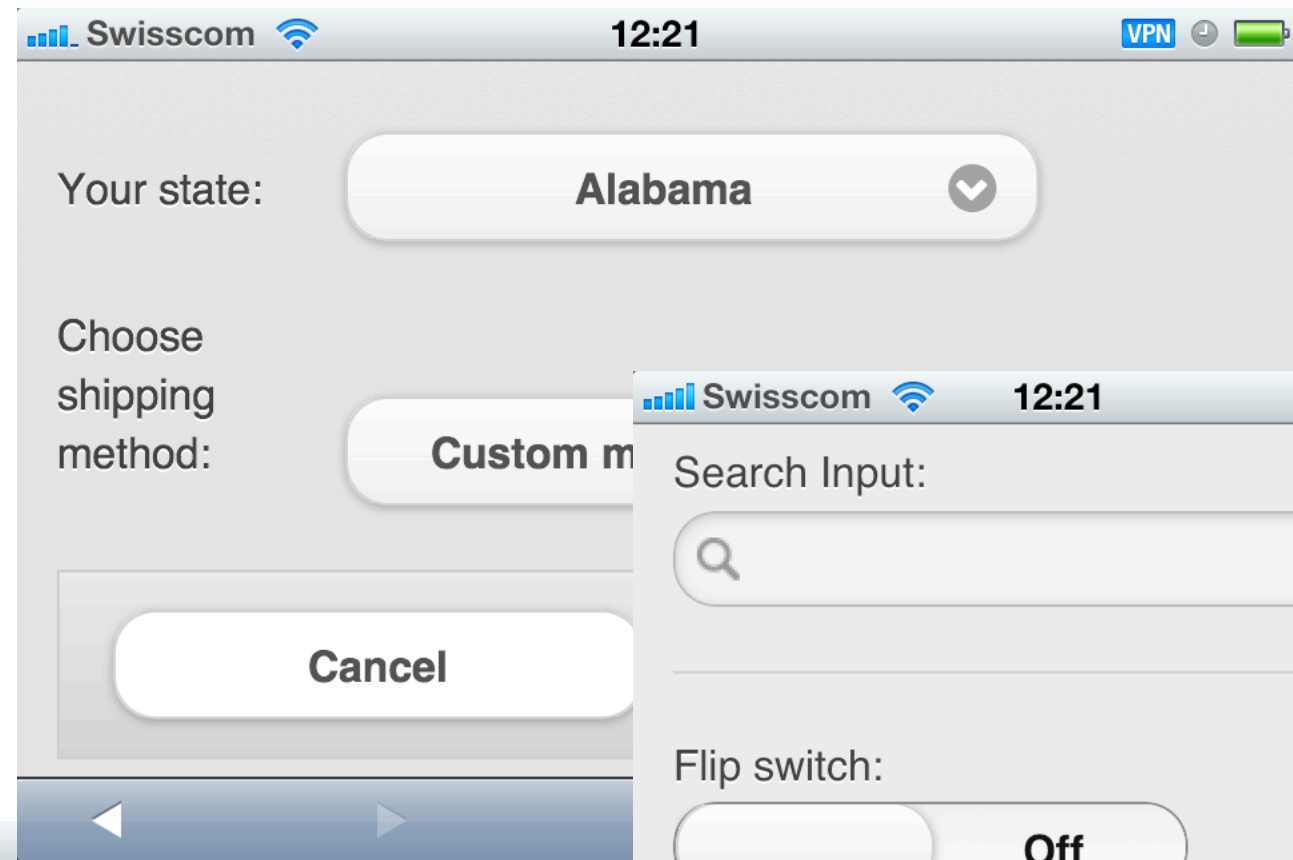 Swisscom 12:21 VPN
Your state: Alabama
Choose
shipping
method: Custom
Cancel
Swisscom 12:21
Search Input:
Flip switch:
Off